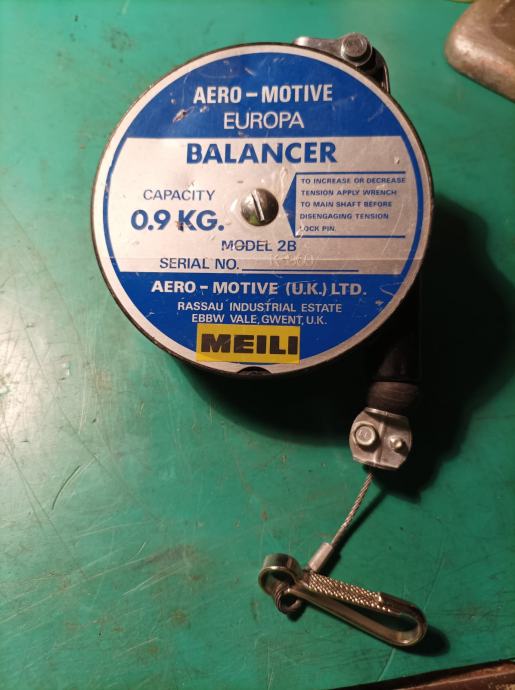 AERO-MOTIVE
EUROPA
BALANCER
CAPACITY
0.9 KG.
TO INCREASE OR DECREASE
TENSION APPLY WRENCH
TO MAIN SHAFT BEFORE
DISENGAGING TENSION
LOCK PIN.
MODEL 2B
SERIAL NO.
AERO-MOTIVE (U.K.) LTD.
RASSAU INDUSTRIAL ESTATE
EBBW VALE, GWENT, U.K.
MEILI